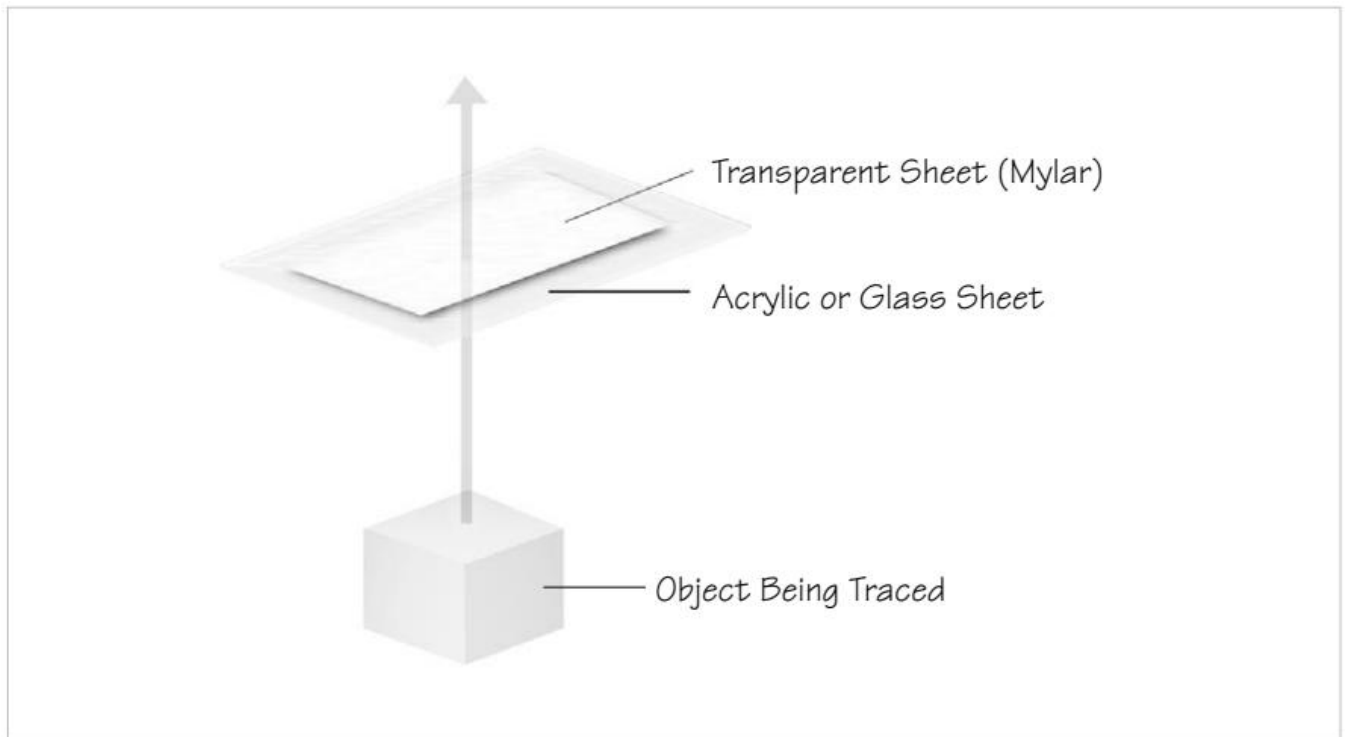 Transparent Sheet (Mylar)
Acrylic or Glass Sheet
Object Being Traced